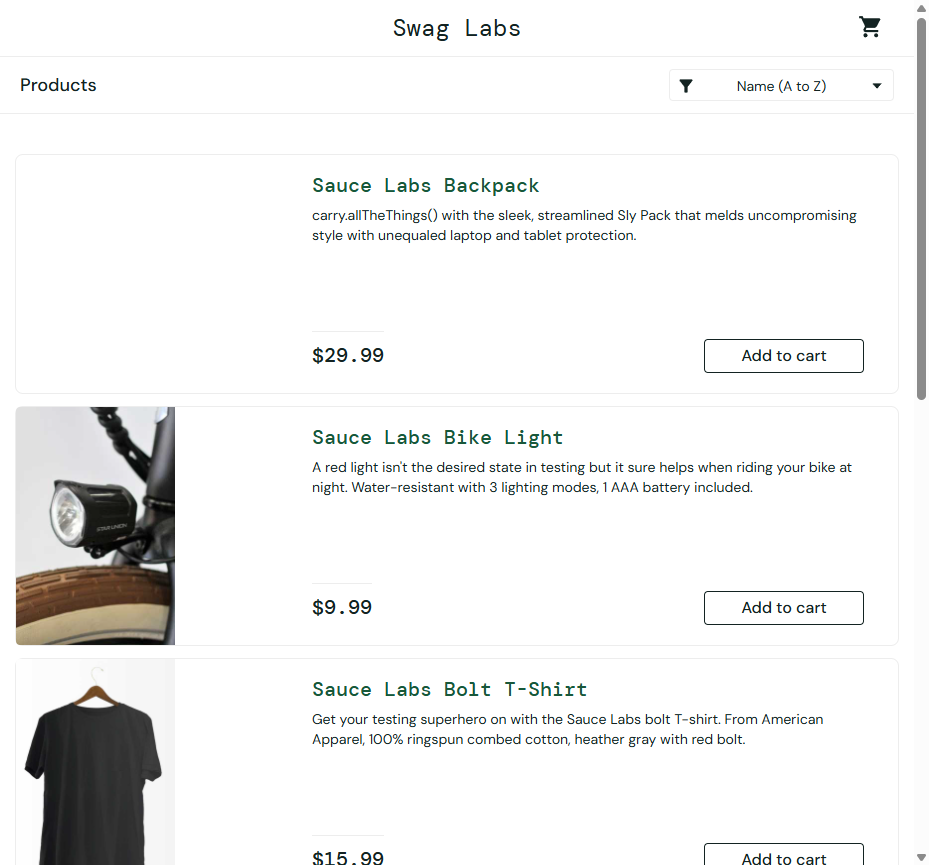 Swag Labs
Products
Name (A to Z)
Sauce Labs Backpack
carry.allTheThings() with the sleek, streamlined Sly Pack that melds uncompromising
style with unequaled laptop and tablet protection.
$29.99
Add to cart
Sauce Labs Bike Light
A red light isn't the desired state in testing but it sure helps when riding your bike at
night. Water-resistant with 3 lighting modes, 1 AAA battery included.
$9.99
Add to cart
Sauce Labs Bolt T-Shirt
Get your testing superhero on with the Sauce Labs bolt T-shirt. From American
Apparel, 100% ringspun combed cotton, heather gray with red bolt.
$15.99
Add to cart